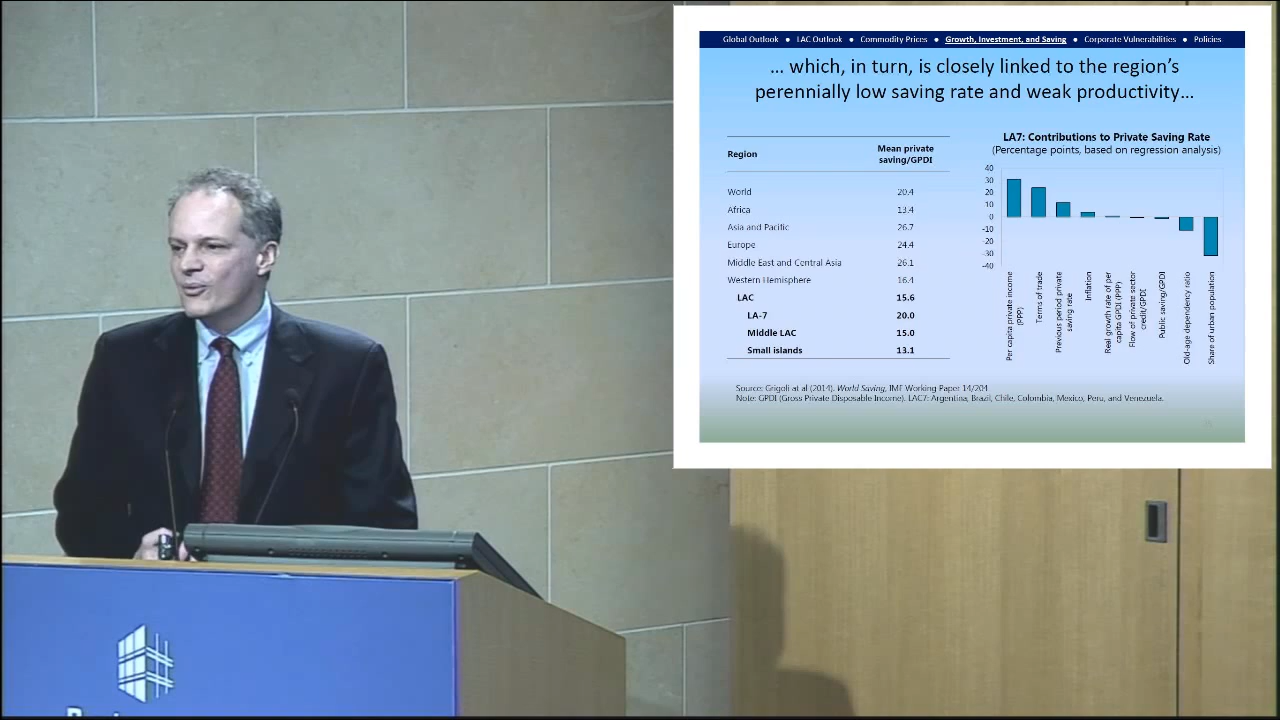 Global Outlook ● LAC Outlook ● Commodity Prices ● Growth, Investment, and Saving ● Corporate Vulnerabilities ● Policies
… which, in turn, is closely linked to the region’s
perennially low saving rate and weak productivity…
Region Mean private saving/GPDI
World 20.4
Africa 13.4
Asia and Pacific 26.7
Europe 24.4
Middle East and Central Asia 26.1
Western Hemisphere 16.4
LAC 15.6
LA-7 20.0
Middle LAC 15.0
Small islands 13.1
LA7: Contributions to Private Saving Rate
(Percentage points, based on regression analysis)
40
30
20
10
0
-10
-20
-30
-40
Per capita private income (PPP)
Terms of trade
Previous period private saving rate
Inflation
Real growth rate of per capita GPDI (PPP)
Flow of private sector credit/GPDI
Public saving/GPDI
Old-age dependency ratio
Share of urban population
Source: Grigoli at al (2014). World Saving, IMF Working Paper 14/204.
Note: GPDI (Gross Private Disposable Income). LAC7: Argentina, Brazil, Chile, Colombia, Mexico, Peru, and Venezuela.